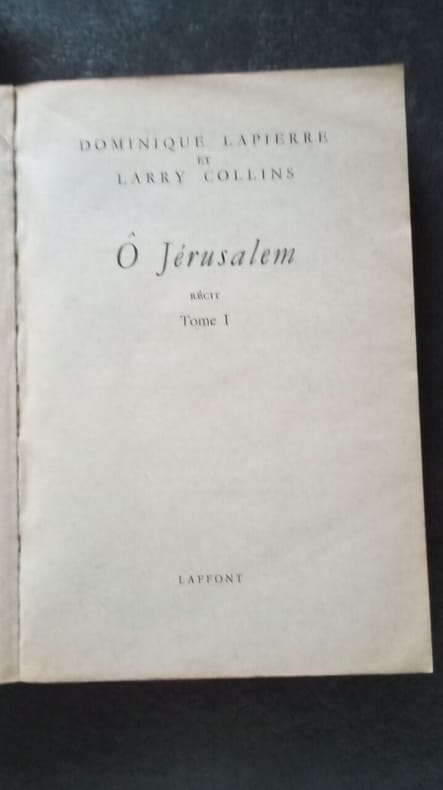 DOMINIQUE LAPIERRE
ET
LARRY COLLINS
Ô Jérusalem
RÉCIT
Tome I
LAFFONT